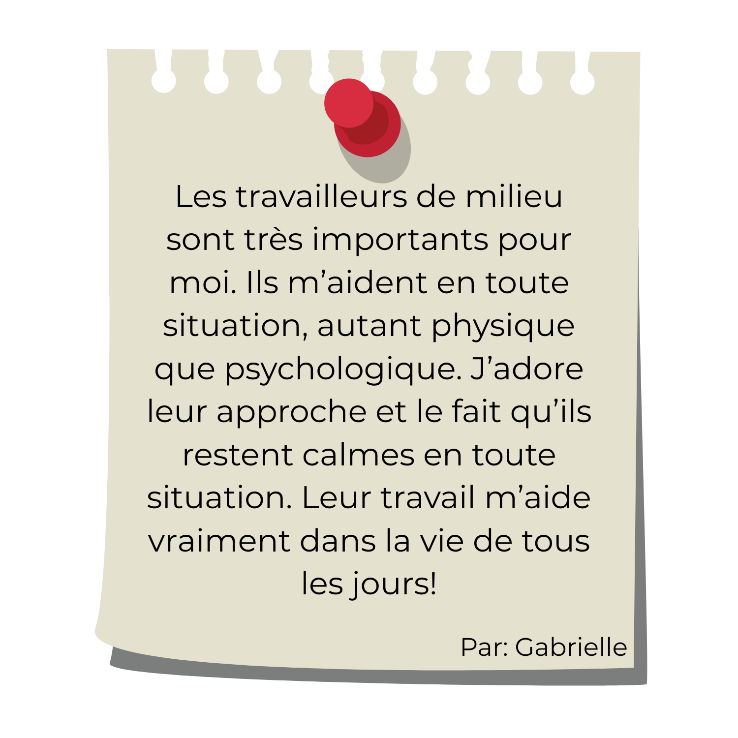 Les travailleurs de milieu
sont très importants pour
moi. Ils m’aident en toute
situation, autant physique
que psychologique. J’adore
leur approche et le fait qu’ils
restent calmes en toute
situation. Leur travail m’aide
vraiment dans la vie de tous
les jours!
Par: Gabrielle